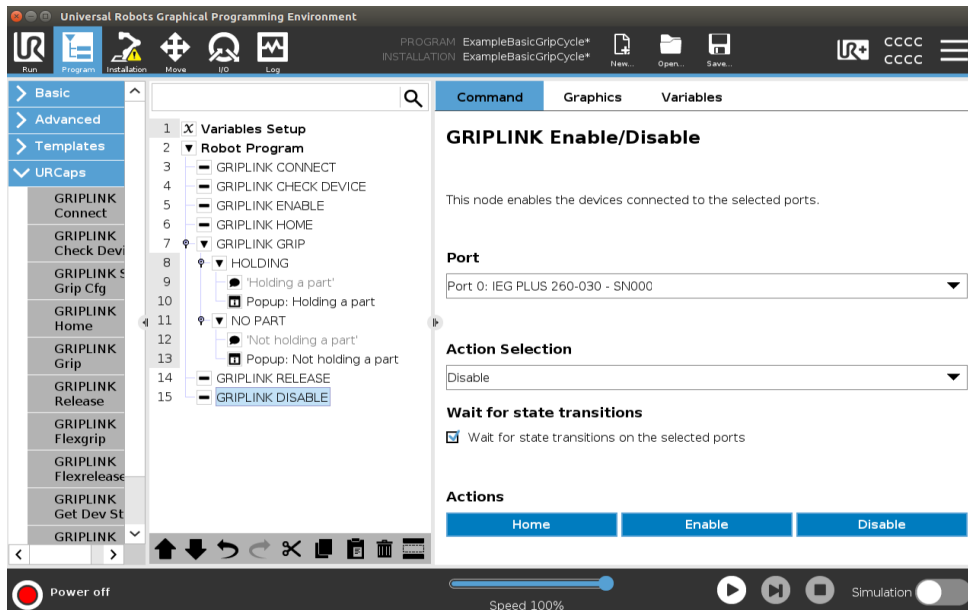 Universal Robots Graphical Programming Environment
PROGRAM ExampleBasicGripCycle*
INSTALLATION ExampleBasicGripCycle*
UR
Run
Program
Installation
Move
I/O
Log
New...
Open...
Save...
UR+
CCCC
CCCC
Basic
Advanced
Templates
URCaps
GRIPLINK
Connect
GRIPLINK
Check Devi
GRIPLINK S
Grip Cfg
GRIPLINK
Home
GRIPLINK
Grip
GRIPLINK
Release
GRIPLINK
Flexgrip
GRIPLINK
Flexrelease
GRIPLINK
Get Dev St
GRIPLINK
1 X Variables Setup
2 Robot Program
3 GRIPLINK CONNECT
4 GRIPLINK CHECK DEVICE
5 GRIPLINK ENABLE
6 GRIPLINK HOME
7 GRIPLINK GRIP
8 HOLDING
9 'Holding a part'
10 Popup: Holding a part
11 NO PART
12 'Not holding a part'
13 Popup: Not holding a part
14 GRIPLINK RELEASE
15 GRIPLINK DISABLE
Command Graphics Variables
GRIPLINK Enable/Disable
This node enables the devices connected to the selected ports.
Port
Port 0: IEG PLUS 260-030 - SN000
Action Selection
Disable
Wait for state transitions
Wait for state transitions on the selected ports
Actions
Home Enable Disable
Power off
Speed 100%
Simulation